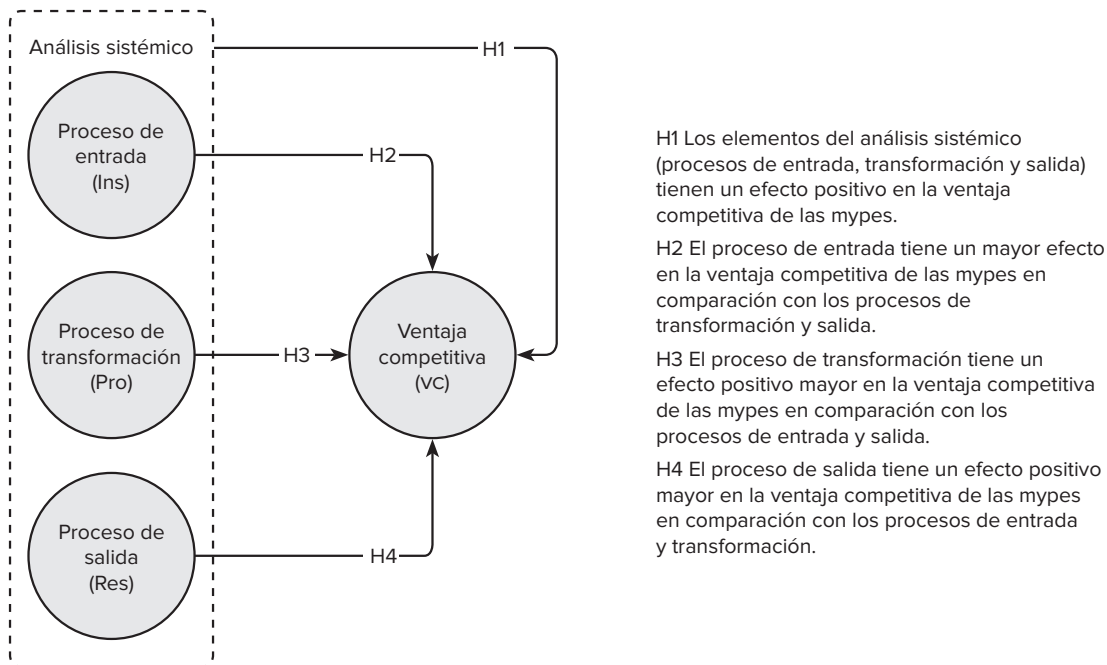 Análisis sistémico
H1
Proceso de
entrada
(Ins)
H2
Proceso de
transformación
(Pro)
H3
Ventaja
competitiva
(VC)
Proceso de
salida
(Res)
H4
H1 Los elementos del análisis sistémico
(procesos de entrada, transformación y salida)
tienen un efecto positivo en la ventaja
competitiva de las mypes.
H2 El proceso de entrada tiene un mayor efecto
en la ventaja competitiva de las mypes en
comparación con los procesos de
transformación y salida.
H3 El proceso de transformación tiene un
efecto positivo mayor en la ventaja competitiva
de las mypes en comparación con los
procesos de entrada y salida.
H4 El proceso de salida tiene un efecto positivo
mayor en la ventaja competitiva de las mypes
en comparación con los procesos de entrada
y transformación.